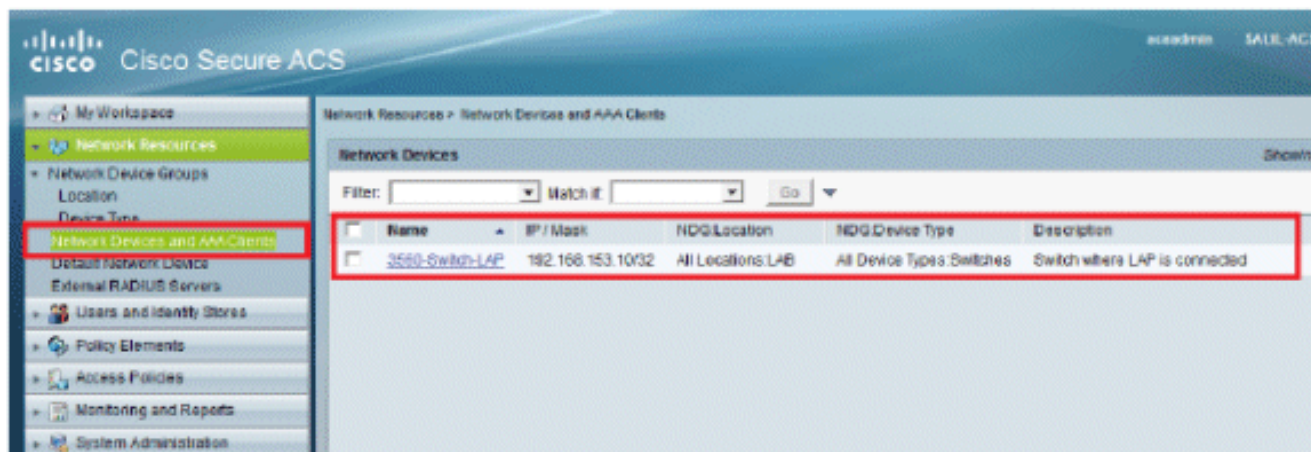 CISCO Cisco Secure ACS
acsadmin SALIL-AC
My Workspace
Network Resources
Network Device Groups
Location
Device Type
Network Devices and AAA Clients
Default Network Device
External RADIUS Servers
Users and Identity Stores
Policy Elements
Access Policies
Monitoring and Reports
System Administration
Network Resources > Network Devices and AAA Clients
Network Devices Showin
Filter: Match if: Go
Name IP / Mask NDG:Location NDG:Device Type Description
3560-Switch-LAP 192.168.153.10/32 All Locations:LAB All Device Types:Switches Switch where LAP is connected